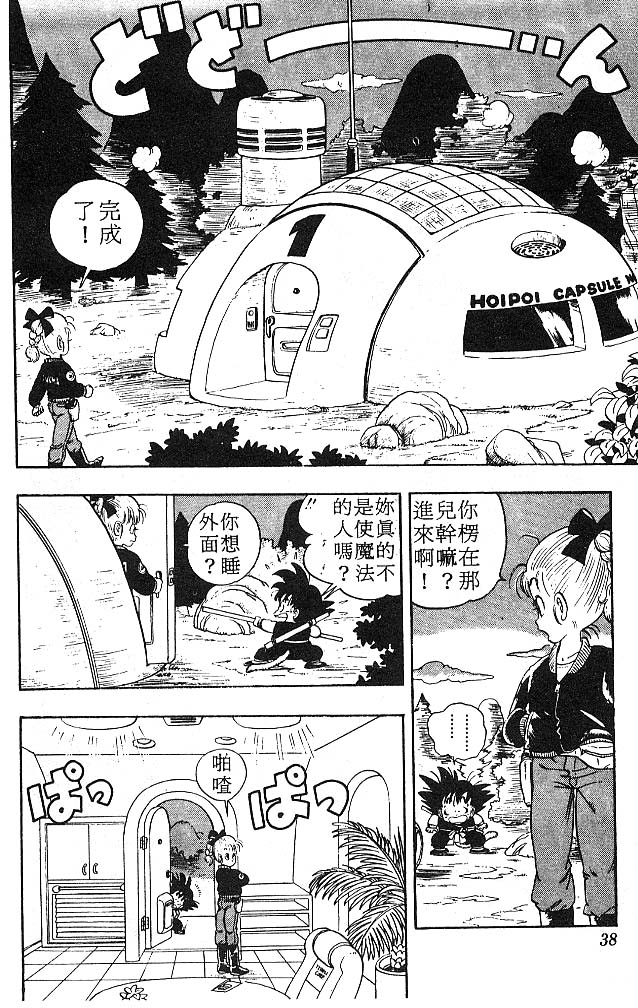 どどーーん
完成
了！
1
HOIPOI CAPSULE N
你楞在那
兒幹嘛？
進來啊！
⋯⋯
妳眞的不
是使魔法
的人嗎？
!!
你想睡
外面？
啪喳
ぱっ
ぱっ
38